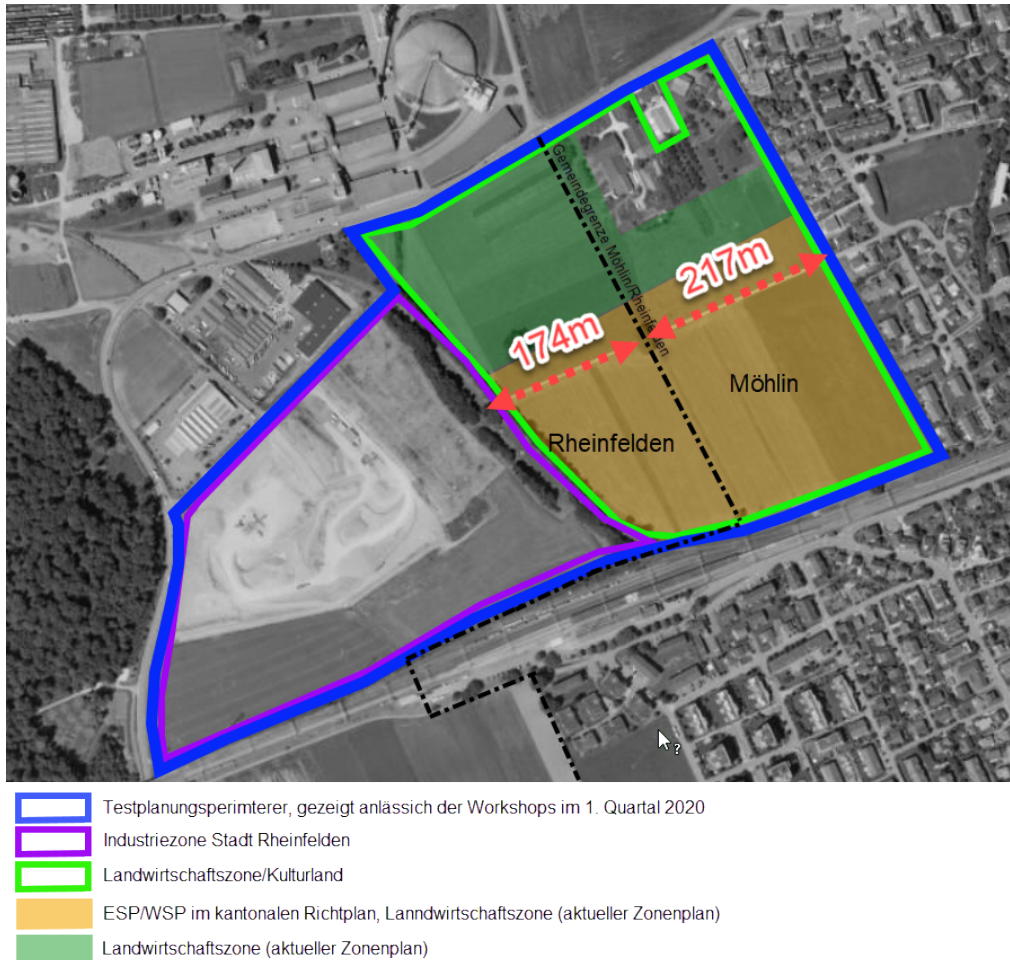 Gemeindegrenze Möhlin/Rheinfelden
217m
174m
Möhlin
Rheinfelden
?
Testplanungsperimterer, gezeigt anlässich der Workshops im 1. Quartal 2020
Industriezone Stadt Rheinfelden
Landwirtschaftszone/Kulturland
ESP/WSP im kantonalen Richtplan, Lanndwirtschaftszone (aktueller Zonenplan)
Landwirtschaftszone (aktueller Zonenplan)